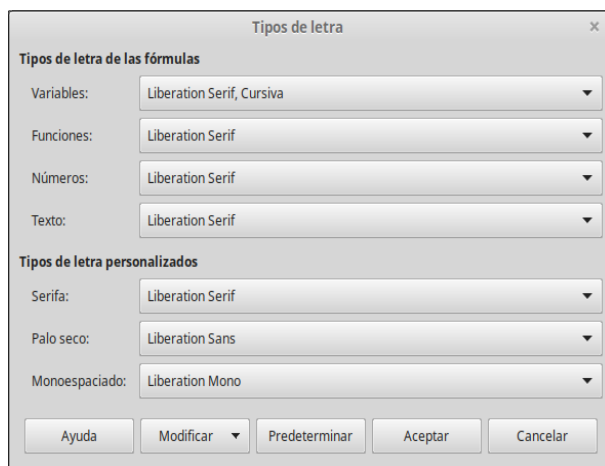 Tipos de letra
Tipos de letra de las fórmulas
Variables: Liberation Serif, Cursiva
Funciones: Liberation Serif
Números: Liberation Serif
Texto: Liberation Serif
Tipos de letra personalizados
Serifa: Liberation Serif
Palo seco: Liberation Sans
Monoespaciado: Liberation Mono
Ayuda Modificar Predeterminar Aceptar Cancelar